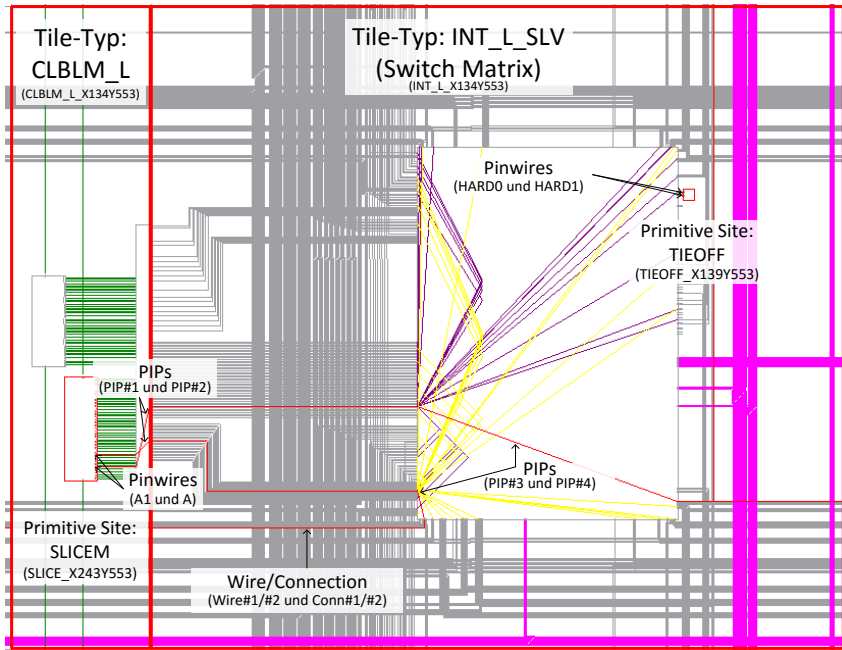 Tile-Typ:
CLBLM_L
(CLBLM_L_X134Y553)
Tile-Typ: INT_L_SLV
(Switch Matrix)
(INT_L_X134Y553)
Pinwires
(HARD0 und HARD1)
Primitive Site:
TIEOFF
(TIEOFF_X139Y553)
PIPs
(PIP#1 und PIP#2)
Pinwires
(A1 und A)
PIPs
(PIP#3 und PIP#4)
Primitive Site:
SLICEM
(SLICE_X243Y553)
Wire/Connection
(Wire#1/#2 und Conn#1/#2)